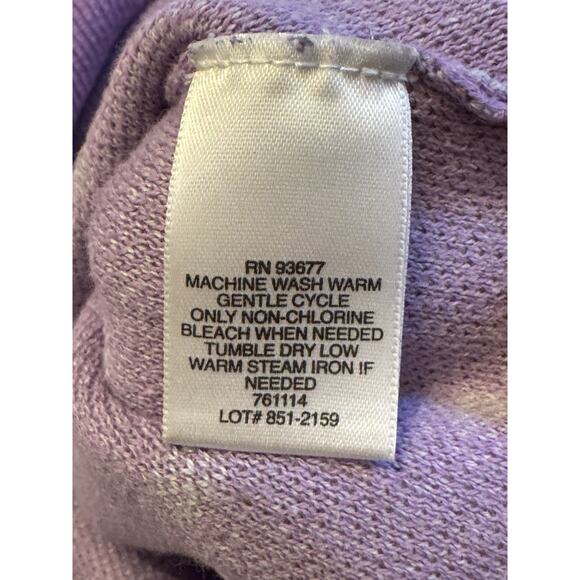 RN 93677
MACHINE WASH WARM
GENTLE CYCLE
ONLY NON-CHLORINE
BLEACH WHEN NEEDED
TUMBLE DRY LOW
WARM STEAM IRON IF
NEEDED
761114
LOT# 851-2159